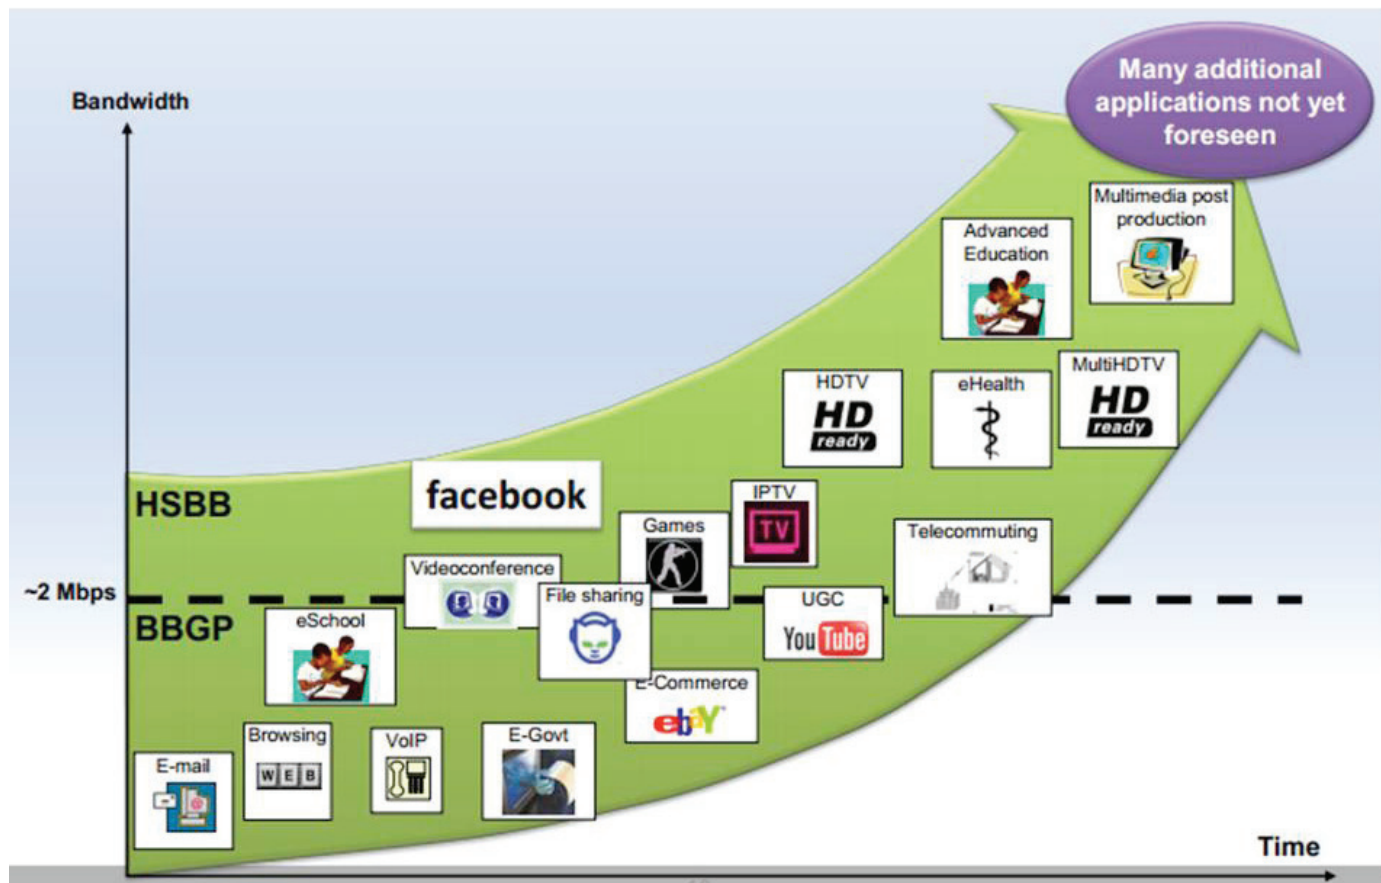 Bandwidth
Many additional
applications not yet
foreseen
Multimedia post
production
Advanced
Education
HDTV
HD
ready
eHealth
MultiHDTV
HD
ready
HSBB
facebook
IPTV
TV
Games
Telecommuting
Videoconference
~2 Mbps
File sharing
UGC
You Tube
BBGP
eSchool
E-Commerce
ebay
Browsing
W E B
VoIP
E-Govt
E-mail
@
Time